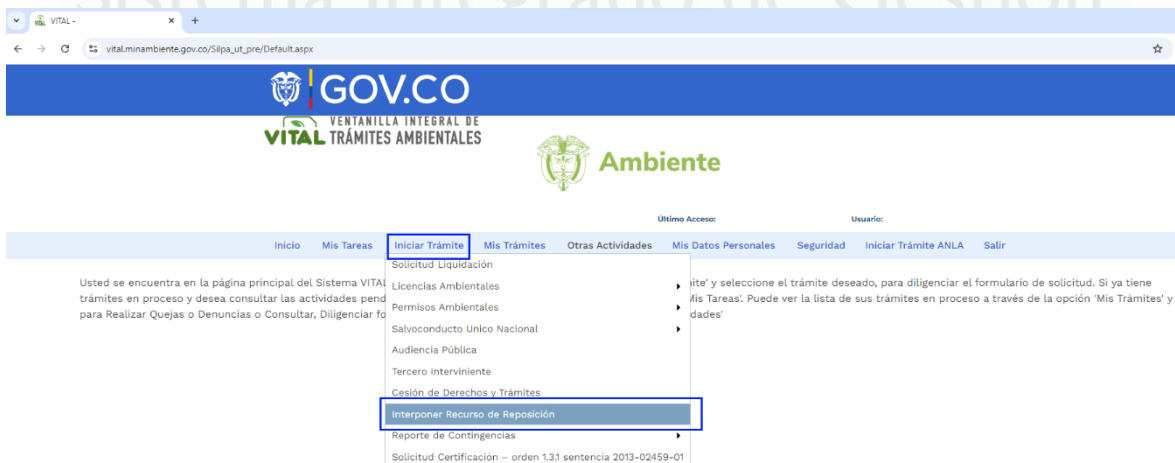 Sistema Integrado de Gestión
VITAL -
vital.minambiente.gov.co/Silpa_ut_pre/Default.aspx
GOV.CO
VITAL VENTANILLA INTEGRAL DE
TRÁMITES AMBIENTALES
Ambiente
Último Acceso: Usuario:
Inicio Mis Tareas Iniciar Trámite Mis Trámites Otras Actividades Mis Datos Personales Seguridad Iniciar Trámite ANLA Salir
Usted se encuentra en la página principal del Sistema VITAL ite' y seleccione el trámite deseado, para diligenciar el formulario de solicitud. Si ya tiene
trámites en proceso y desea consultar las actividades pend Mis Tareas'. Puede ver la lista de sus trámites en proceso a través de la opción 'Mis Trámites' y
para Realizar Quejas o Denuncias o Consultar, Diligenciar fo dades'
Solicitud Liquidación
Licencias Ambientales
Permisos Ambientales
Salvoconducto Unico Nacional
Audiencia Pública
Tercero Interviniente
Cesión de Derechos y Trámites
Interponer Recurso de Reposición
Reporte de Contingencias
Solicitud Certificación – orden 1.3.1 sentencia 2013-02459-01